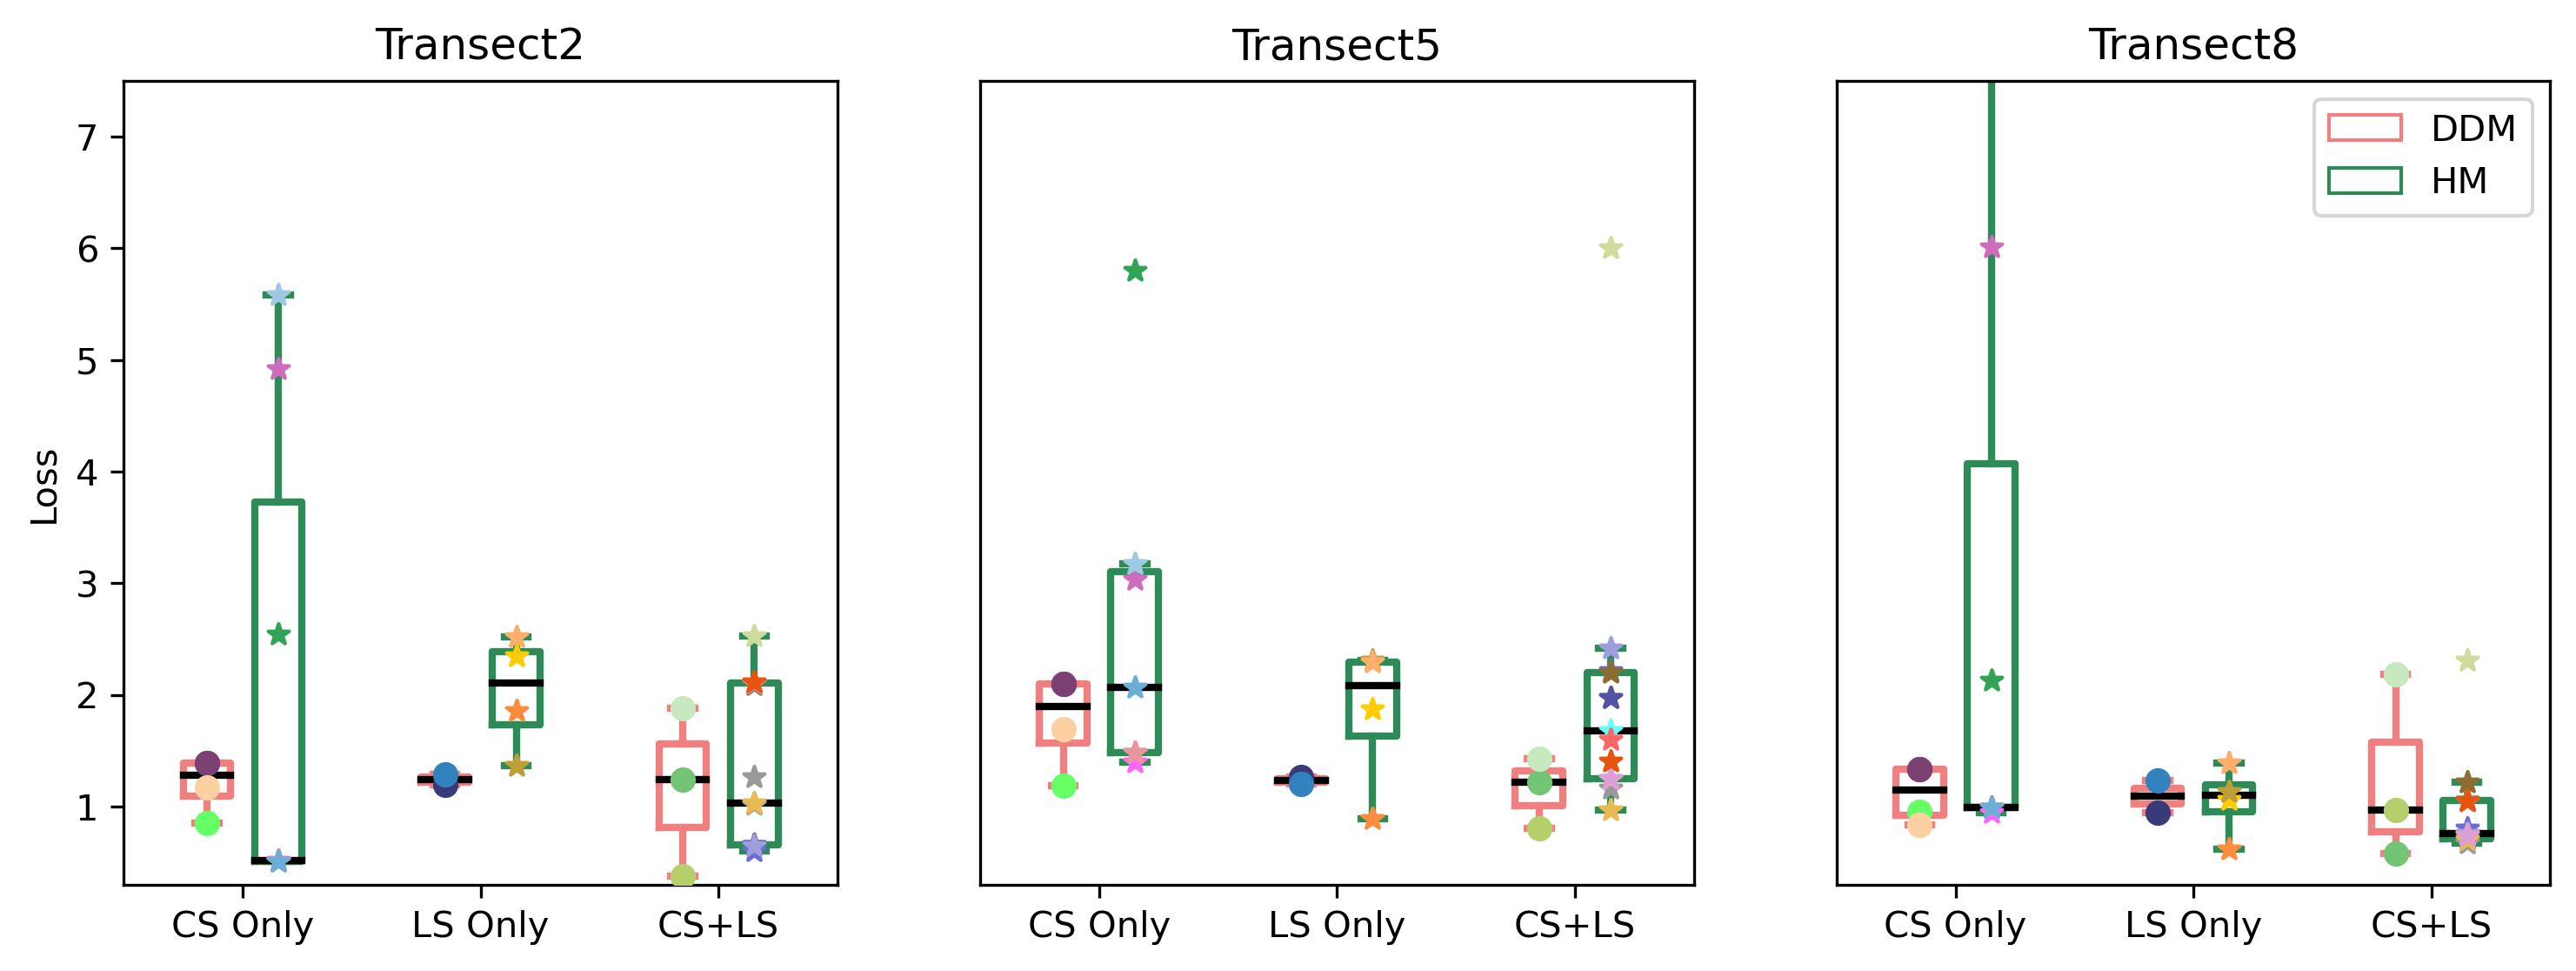 Transect2
Transect5
Transect8
Loss
7
6
5
4
3
2
1
DDM
HM
CS Only
LS Only
CS+LS
CS Only
LS Only
CS+LS
CS Only
LS Only
CS+LS